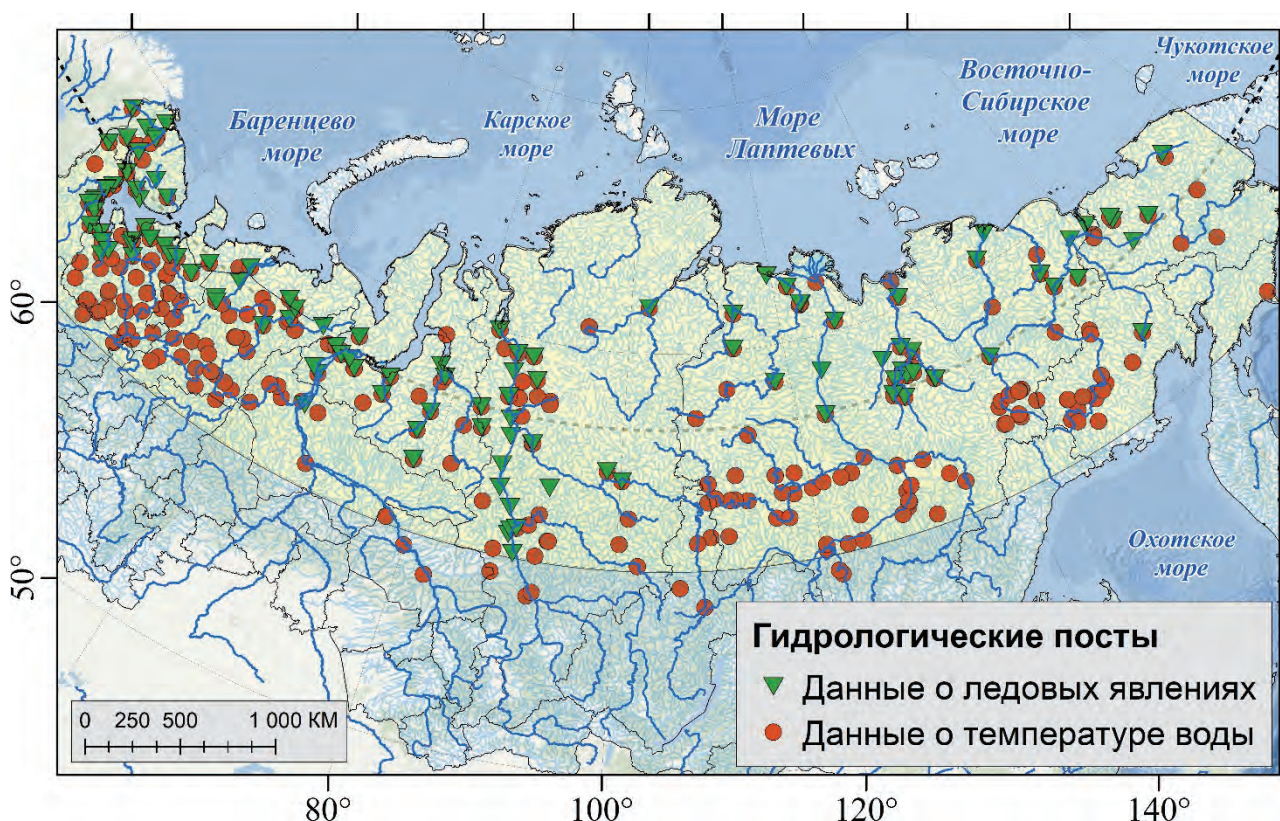 Чукотское
море
Восточно-
Сибирское
море
Баренцево
море
Карское
море
Море
Лаптевых
60°
50°
Охотское
море
Гидрологические посты
Данные о ледовых явлениях
Данные о температуре воды
0 250 500 1 000 КМ
80° 100° 120° 140°